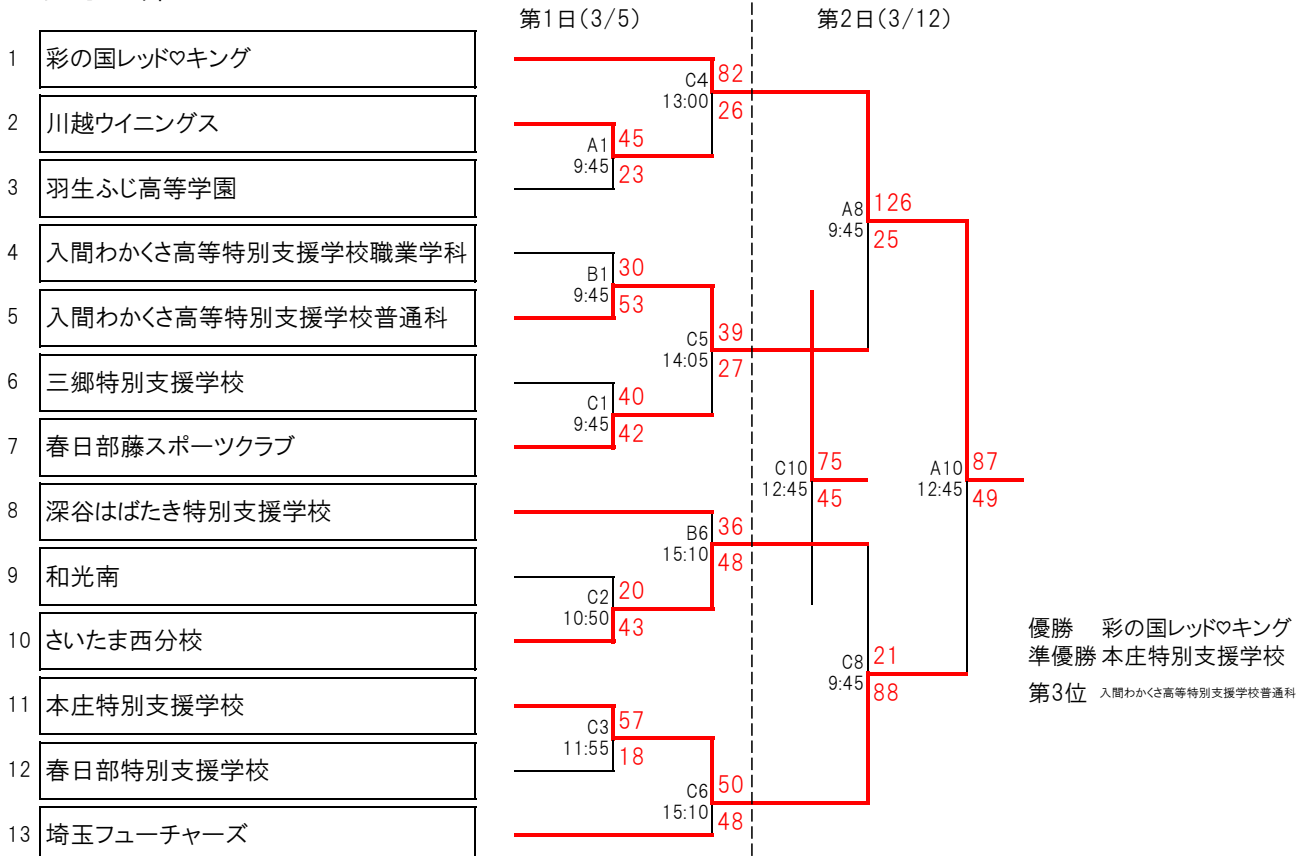 第1日(3/5)
第2日(3/12)
1 彩の国レッド♡キング
2 川越ウイニングス
3 羽生ふじ高等学園
4 入間わかくさ高等特別支援学校職業学科
5 入間わかくさ高等特別支援学校普通科
6 三郷特別支援学校
7 春日部藤スポーツクラブ
8 深谷はばたき特別支援学校
9 和光南
10 さいたま西分校
11 本庄特別支援学校
12 春日部特別支援学校
13 埼玉フューチャーズ
A1
9:45
45
23
B1
9:45
30
53
C1
9:45
40
42
C2
10:50
20
43
C3
11:55
57
18
C4
13:00
82
26
C5
14:05
39
27
B6
15:10
36
48
C6
15:10
50
48
A8
9:45
126
25
C8
9:45
21
88
C10
12:45
75
45
A10
12:45
87
49
優勝 彩の国レッド♡キング
準優勝 本庄特別支援学校
第3位 入間わかくさ高等特別支援学校普通科